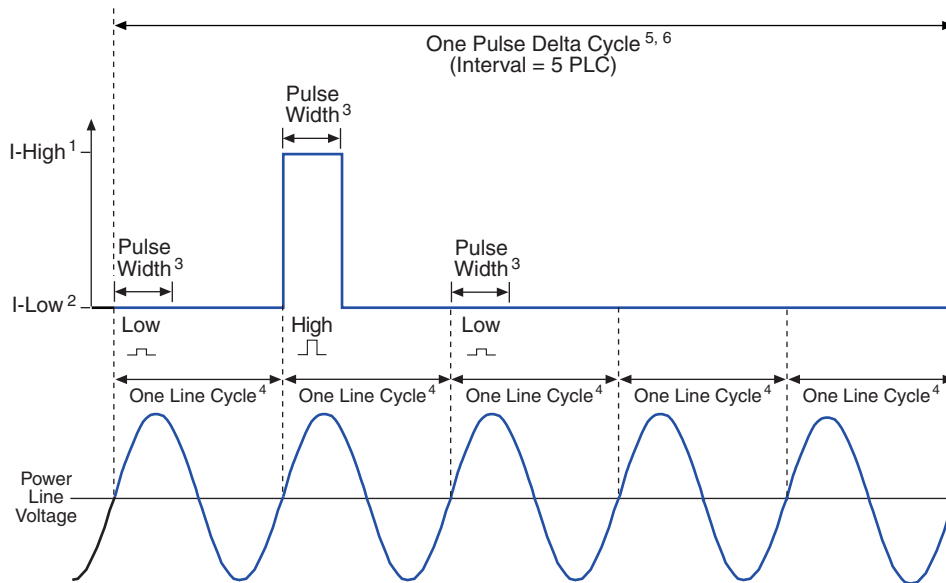 One Pulse Delta Cycle 5, 6
(Interval = 5 PLC)
Pulse
Width 3
I-High 1
Pulse
Width 3
Pulse
Width 3
I-Low 2
Low
High
Low
One Line Cycle 4
One Line Cycle 4
One Line Cycle 4
One Line Cycle 4
One Line Cycle 4
Power
Line
Voltage